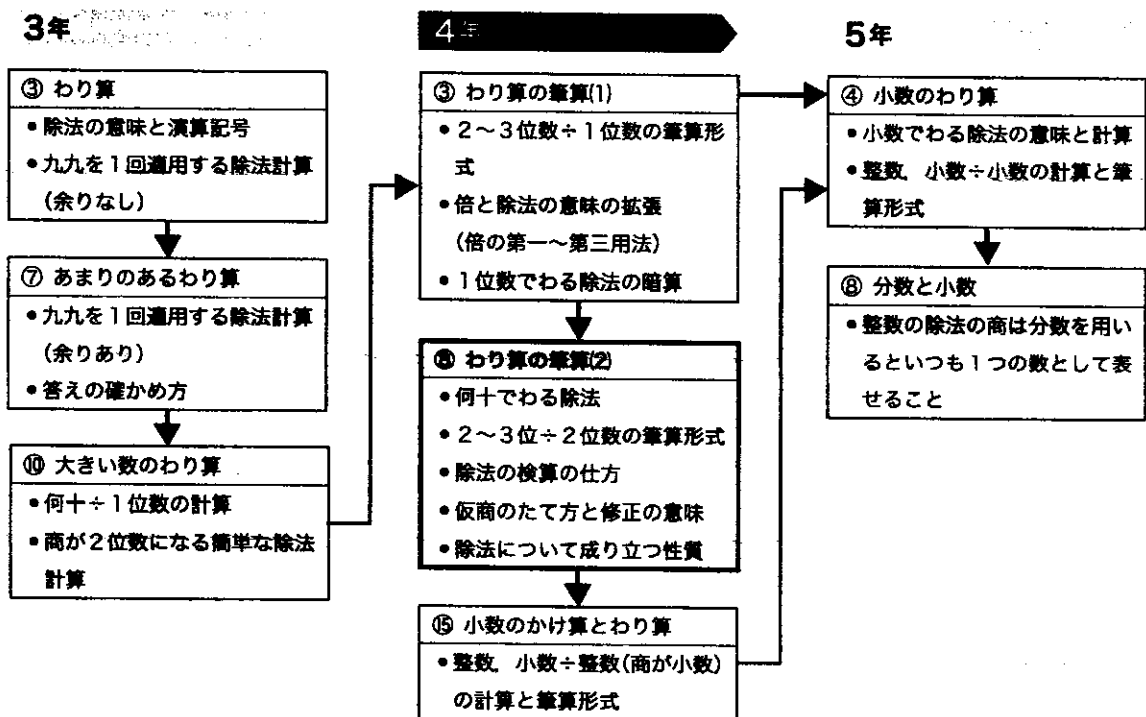 3年
③ わり算
• 除法の意味と演算記号
• 九九を1回適用する除法計算
(余りなし)
⑦ あまりのあるわり算
• 九九を1回適用する除法計算
(余りあり)
• 答えの確かめ方
⑩ 大きい数のわり算
• 何十÷1位数の計算
• 商が2位数になる簡単な除法
計算
4年
③ わり算の筆算(1)
• 2～3位数÷1位数の筆算形
式
• 倍と除法の意味の拡張
(倍の第一～第三用法)
• 1位数でわる除法の暗算
⑧ わり算の筆算(2)
• 何十でわる除法
• 2～3位÷2位数の筆算形式
• 除法の検算の仕方
• 仮商のたて方と修正の意味
• 除法について成り立つ性質
⑮ 小数のかけ算とわり算
• 整数，小数÷整数(商が小数)
の計算と筆算形式
5年
④ 小数のわり算
• 小数でわる除法の意味と計算
• 整数，小数÷小数の計算と筆
算形式
⑧ 分数と小数
• 整数の除法の商は分数を用い
るといつも1つの数として表
せること